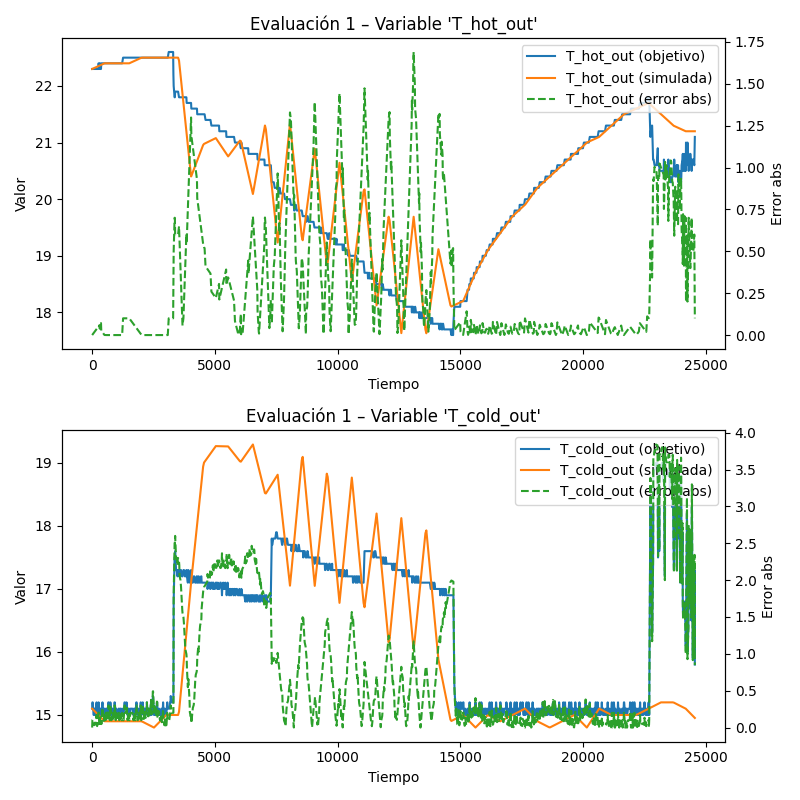 Evaluación 1 – Variable 'T_hot_out'
T_hot_out (objetivo)
T_hot_out (simulada)
T_hot_out (error abs)
Valor
22
21
20
19
18
1.75
1.50
1.25
1.00
0.75
0.50
0.25
0.00
Error abs
0 5000 10000 15000 20000 25000
Tiempo
Evaluación 1 – Variable 'T_cold_out'
T_cold_out (objetivo)
T_cold_out (simulada)
T_cold_out (error abs)
Valor
19
18
17
16
15
4.0
3.5
3.0
2.5
2.0
1.5
1.0
0.5
0.0
Error abs
0 5000 10000 15000 20000 25000
Tiempo